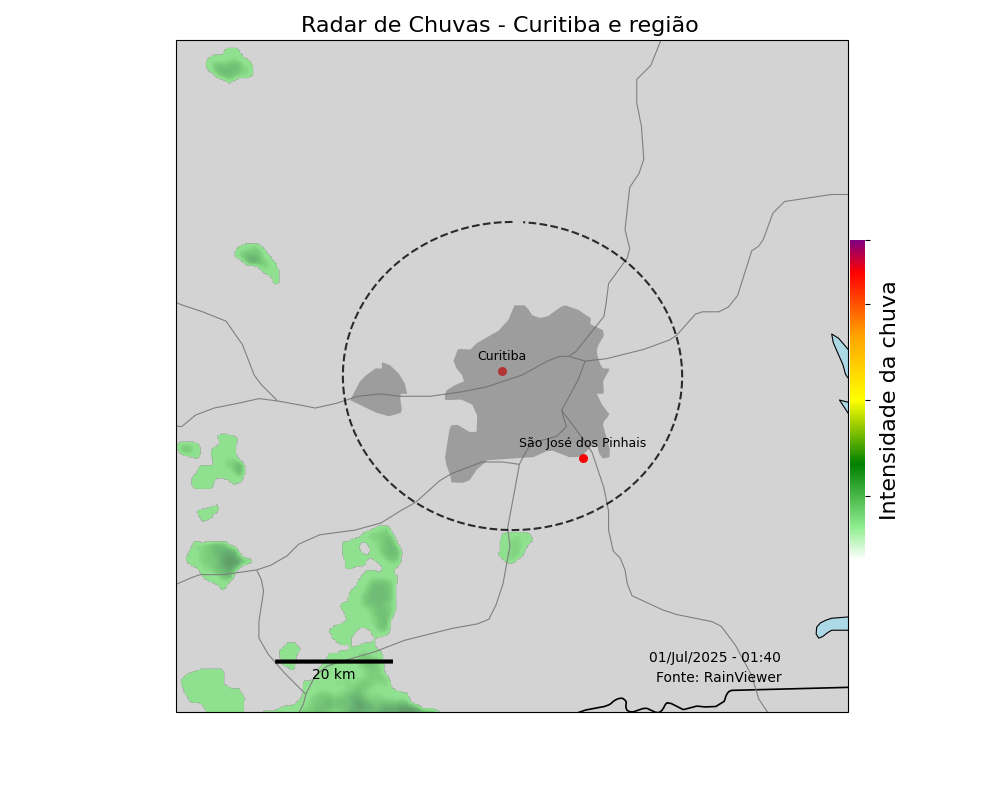 Radar de Chuvas - Curitiba e região
Curitiba
São José dos Pinhais
Intensidade da chuva
20 km
01/Jul/2025 - 01:40
Fonte: RainViewer